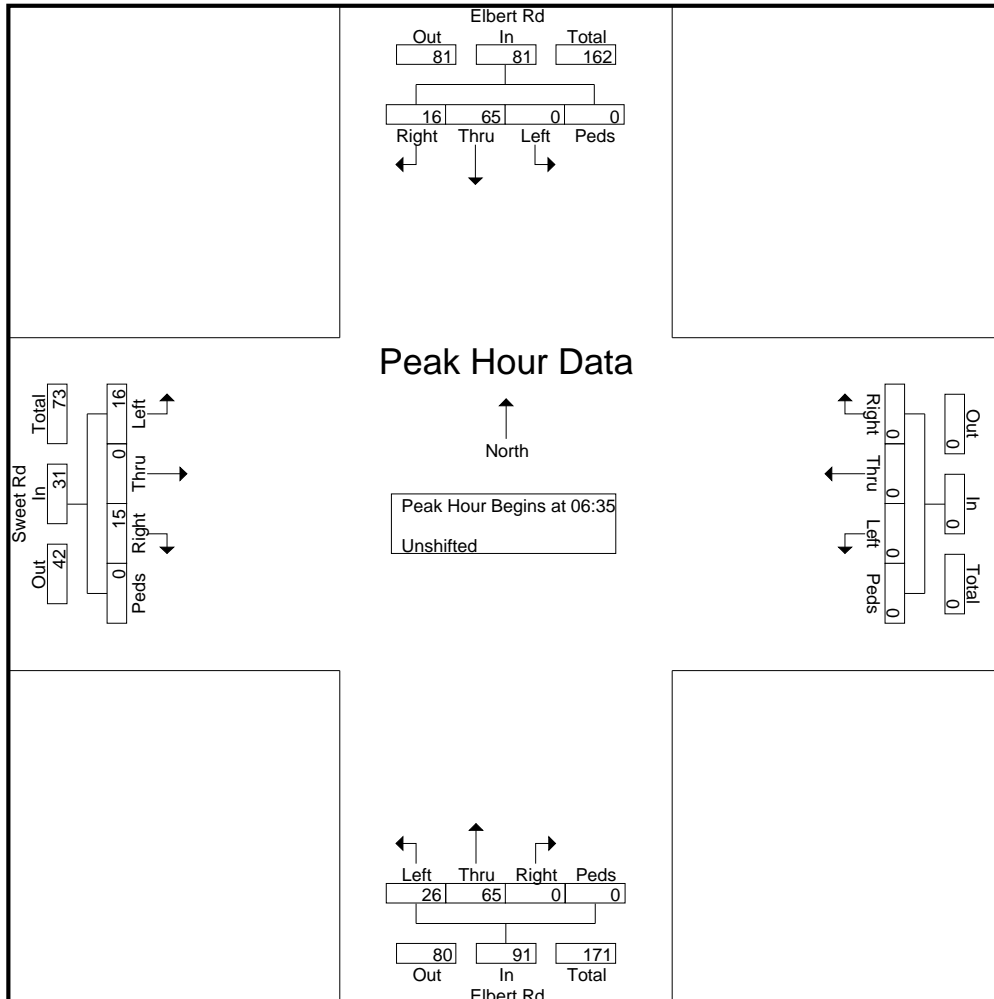 Elbert Rd
Out In Total
81 81 162
16 65 0 0
Right Thru Left Peds
Peak Hour Data
North
Peak Hour Begins at 06:35
Unshifted
Sweet Rd
Total In Out
73 31 42
16 0 15 0
Left Thru Right Peds
Right Thru Left Peds
0 0 0 0
Out In Total
0 0 0
Left Thru Right Peds
26 65 0 0
80 91 171
Out In Total
Elbert Rd